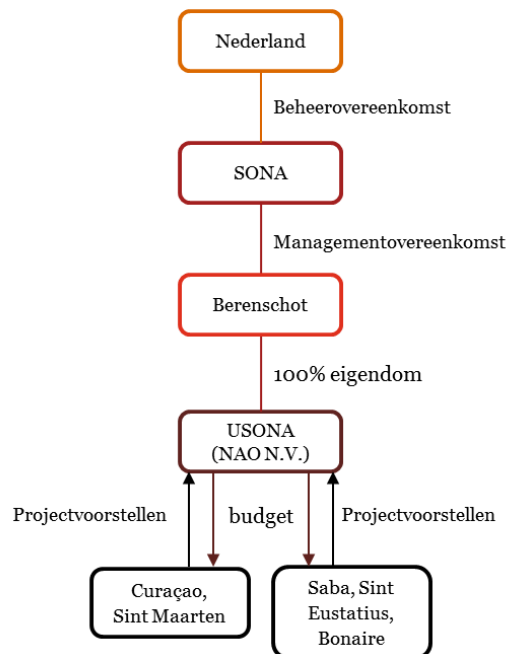 Nederland
Beheerovereenkomst
SONA
Managementovereenkomst
Berenschot
100% eigendom
USONA
(NAO N.V.)
Projectvoorstellen
budget
Projectvoorstellen
Curaçao,
Sint Maarten
Saba, Sint
Eustatius,
Bonaire